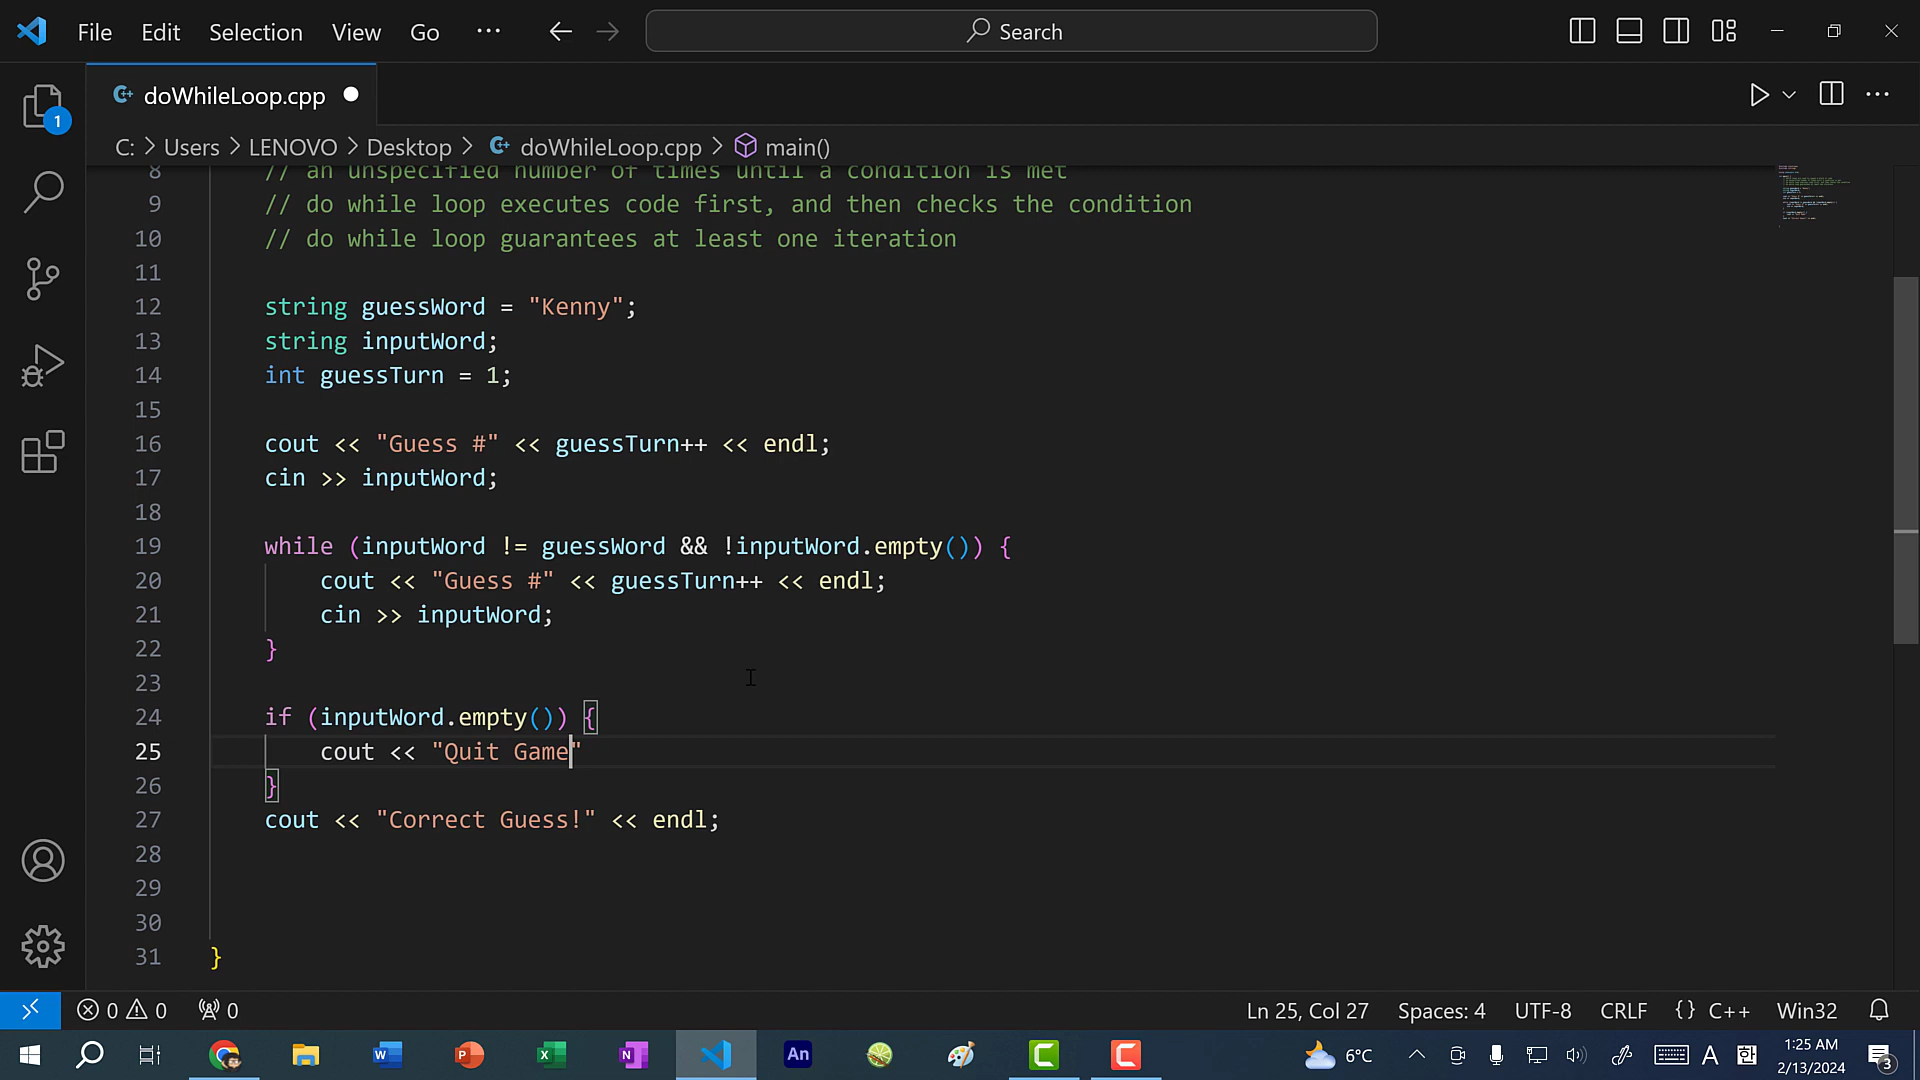 File Edit Selection View Go ··· Search
doWhileLoop.cpp
C: > Users > LENOVO > Desktop > doWhileLoop.cpp > main()
8 // an unspecified number of times until a condition is met
9 // do while loop executes code first, and then checks the condition
10 // do while loop guarantees at least one iteration
11
12 string guessWord = "Kenny";
13 string inputWord;
14 int guessTurn = 1;
15
16 cout << "Guess #" << guessTurn++ << endl;
17 cin >> inputWord;
18
19 while (inputWord != guessWord && !inputWord.empty()) {
20 cout << "Guess #" << guessTurn++ << endl;
21 cin >> inputWord;
22 }
23
24 if (inputWord.empty()) {
25 cout << "Quit Game"
26 }
27 cout << "Correct Guess!" << endl;
28
29
30
31 }
1
0 0 0 Ln 25, Col 27 Spaces: 4 UTF-8 CRLF {} C++ Win32
W P X N An 6°C A 한 1:25 AM
2/13/2024 3